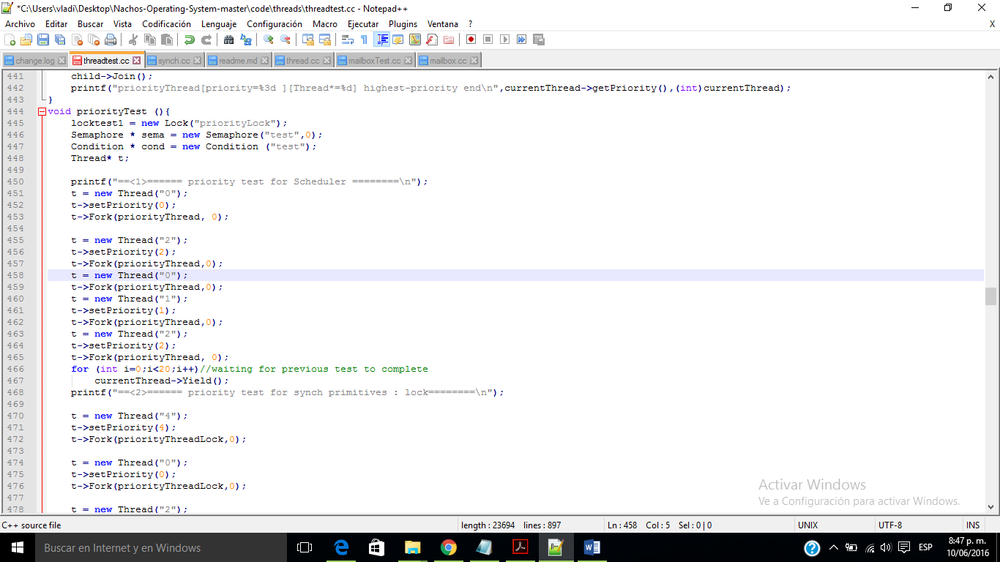 *C:\Users\vladi\Desktop\Nachos-Operating-System-master\code\threads\threadtest.cc - Notepad++
Archivo Editar Buscar Vista Codificación Lenguaje Configuración Macro Ejecutar Plugins Ventana ? X
change.log threadtest.cc synch.cc readme.md thread.cc mailboxTest.cc mailbox.cc
441 child->Join();
442 printf("priorityThread[priority=%3d ][Thread*=%d] highest-priority end\n",currentThread->getPriority(),(int)currentThread);
443 }
444 void priorityTest (){
445 locktest1 = new Lock("priorityLock");
446 Semaphore * sema = new Semaphore("test",0);
447 Condition * cond = new Condition ("test");
448 Thread* t;
449
450 printf("==<1>====== priority test for Scheduler ========\n");
451 t = new Thread("0");
452 t->setPriority(0);
453 t->Fork(priorityThread, 0);
454
455 t = new Thread("2");
456 t->setPriority(2);
457 t->Fork(priorityThread,0);
458 t = new Thread("0");
459 t->Fork(priorityThread,0);
460 t = new Thread("1");
461 t->setPriority(1);
462 t->Fork(priorityThread,0);
463 t = new Thread("2");
464 t->setPriority(2);
465 t->Fork(priorityThread, 0);
466 for (int i=0;i<20;i++)//waiting for previous test to complete
467 currentThread->Yield();
468 printf("==<2>====== priority test for synch primitives : lock========\n");
469
470 t = new Thread("4");
471 t->setPriority(4);
472 t->Fork(priorityThreadLock,0);
473
474 t = new Thread("0");
475 t->setPriority(0);
476 t->Fork(priorityThreadLock,0);
477
478 t = new Thread("2");
Activar Windows
Ve a Configuración para activar Windows.
C++ source file length : 23694 lines : 897 Ln : 458 Col : 5 Sel : 0 | 0 UNIX UTF-8 INS
Buscar en Internet y en Windows
ESP
8:47 p. m.
10/06/2016